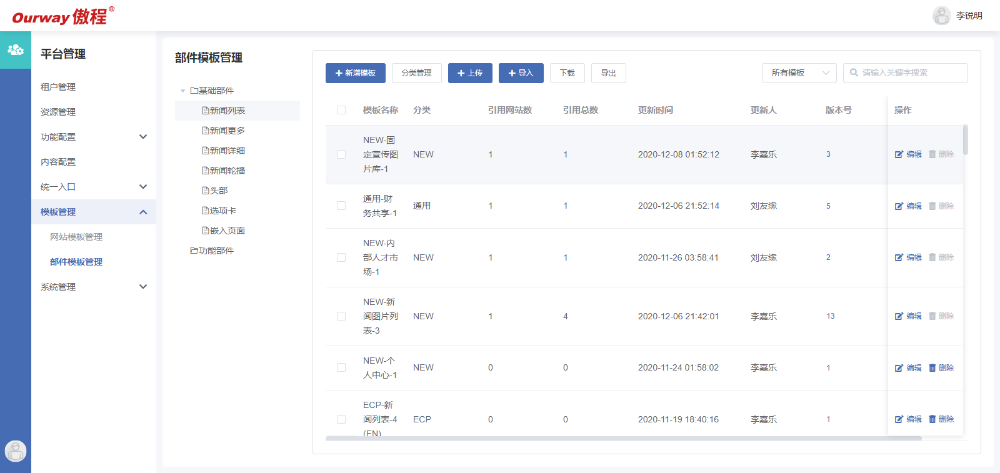 Ourway 傲程®
李锐明
平台管理
租户管理
资源管理
功能配置
内容配置
统一入口
模板管理
网站模板管理
部件模板管理
系统管理
部件模板管理
基础部件
新闻列表
新闻更多
新闻详细
新闻轮播
头部
选项卡
嵌入页面
功能部件
新增模板 分类管理 上传 导入 下载 导出 所有模板 请输入关键字搜索
模板名称 分类 引用网站数 引用总数 更新时间 更新人 版本号 操作
NEW-固
定宣传图
片库-1
NEW 1 1 2020-12-08 01:52:12 李嘉乐 3 编辑 删除
通用-财
务共享-1
通用 1 1 2020-12-06 21:52:14 刘友缘 5 编辑 删除
NEW-内
部人才市
场-1
NEW 1 1 2020-11-26 03:58:41 刘友缘 2 编辑 删除
NEW-新
闻图片列
表-3
NEW 1 4 2020-12-06 21:42:01 李嘉乐 13 编辑 删除
NEW-个
人中心-1
NEW 0 0 2020-11-24 01:58:02 李嘉乐 1 编辑 删除
ECP-新
闻列表-4
(EN)
ECP 0 0 2020-11-19 18:40:16 李嘉乐 1 编辑 删除